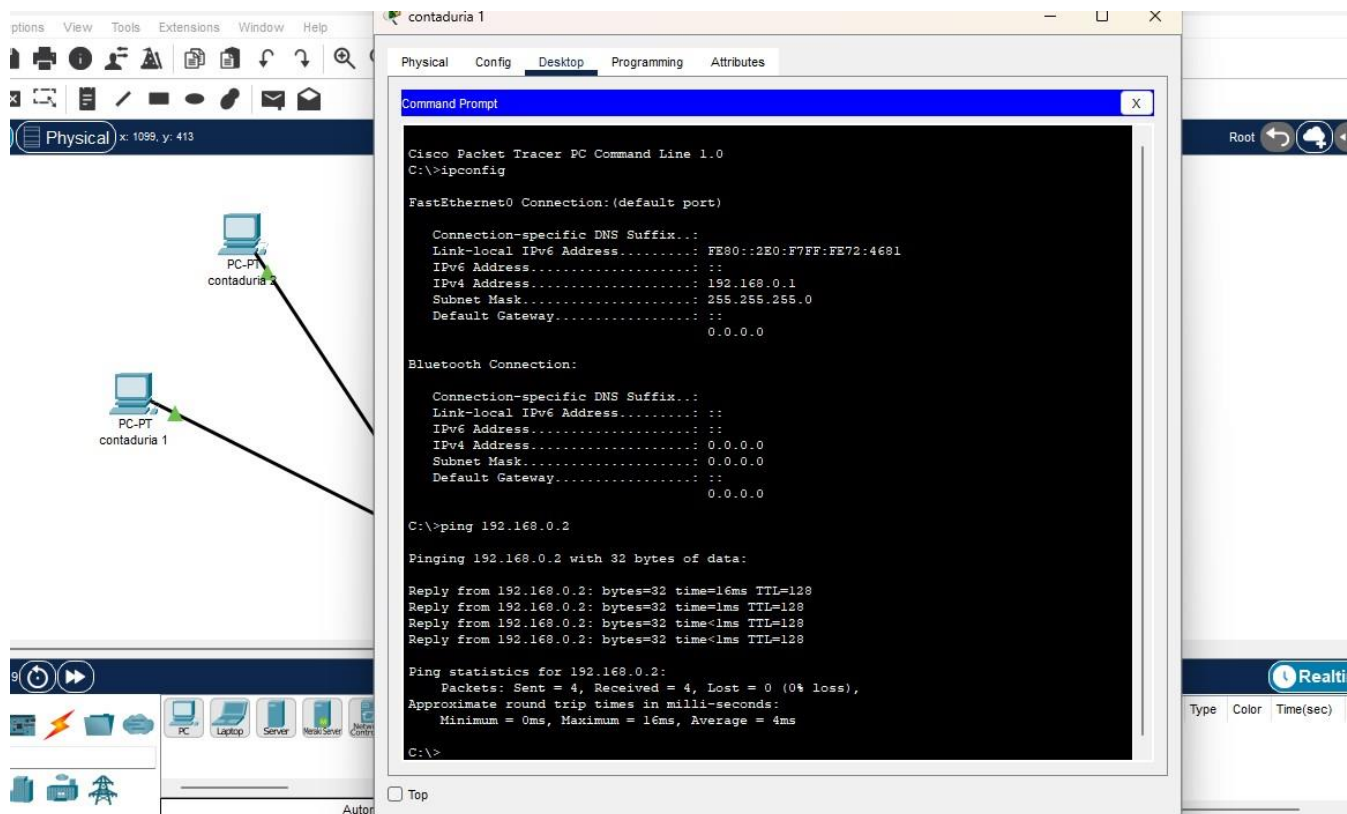 contaduria 1
ptions View Tools Extensions Window Help
Physical Config Desktop Programming Attributes
Command Prompt
X
Physical x: 1099, y: 413
Root
Cisco Packet Tracer PC Command Line 1.0
C:\>ipconfig
FastEthernet0 Connection:(default port)
Connection-specific DNS Suffix..:
Link-local IPv6 Address.........: FE80::2E0:F7FF:FE72:4681
IPv6 Address....................: ::
IPv4 Address....................: 192.168.0.1
Subnet Mask.....................: 255.255.255.0
Default Gateway.................: ::
0.0.0.0
Bluetooth Connection:
Connection-specific DNS Suffix..:
Link-local IPv6 Address.........: ::
IPv6 Address....................: ::
IPv4 Address....................: 0.0.0.0
Subnet Mask.....................: 0.0.0.0
Default Gateway.................: ::
0.0.0.0
C:\>ping 192.168.0.2
Pinging 192.168.0.2 with 32 bytes of data:
Reply from 192.168.0.2: bytes=32 time=16ms TTL=128
Reply from 192.168.0.2: bytes=32 time=1ms TTL=128
Reply from 192.168.0.2: bytes=32 time<1ms TTL=128
Reply from 192.168.0.2: bytes=32 time<1ms TTL=128
Ping statistics for 192.168.0.2:
Packets: Sent = 4, Received = 4, Lost = 0 (0% loss),
Approximate round trip times in milli-seconds:
Minimum = 0ms, Maximum = 16ms, Average = 4ms
C:\>
Top
PC-PT
contaduria 2
PC-PT
contaduria 1
9
Realti
PC Laptop Server Meraki Server
Type Color Time(sec)
Autor